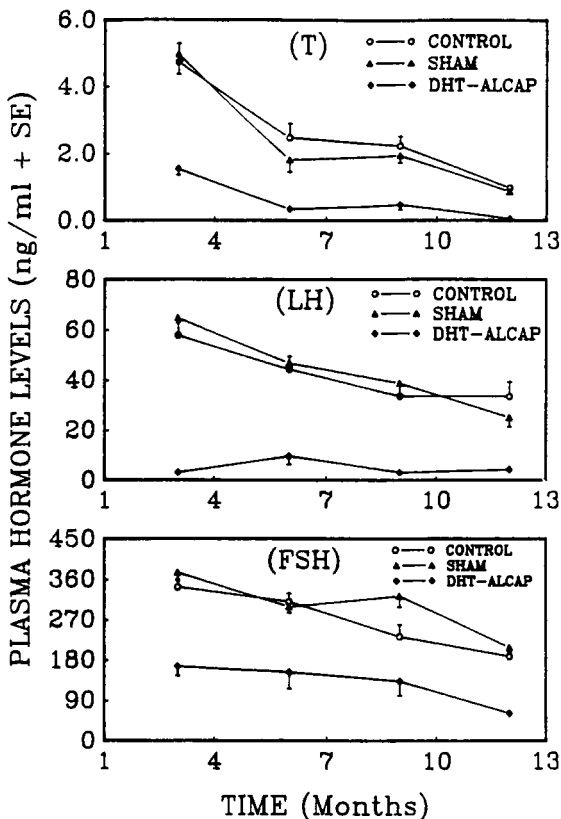 PLASMA HORMONE LEVELS (ng/ml + SE)
(T)
CONTROL
SHAM
DHT-ALCAP
6.0
4.0
2.0
0.0
1 4 7 10 13
(LH)
CONTROL
SHAM
DHT-ALCAP
80
60
40
20
0
1 4 7 10 13
(FSH)
CONTROL
SHAM
DHT-ALCAP
450
360
270
180
90
0
1 4 7 10 13
TIME (Months)